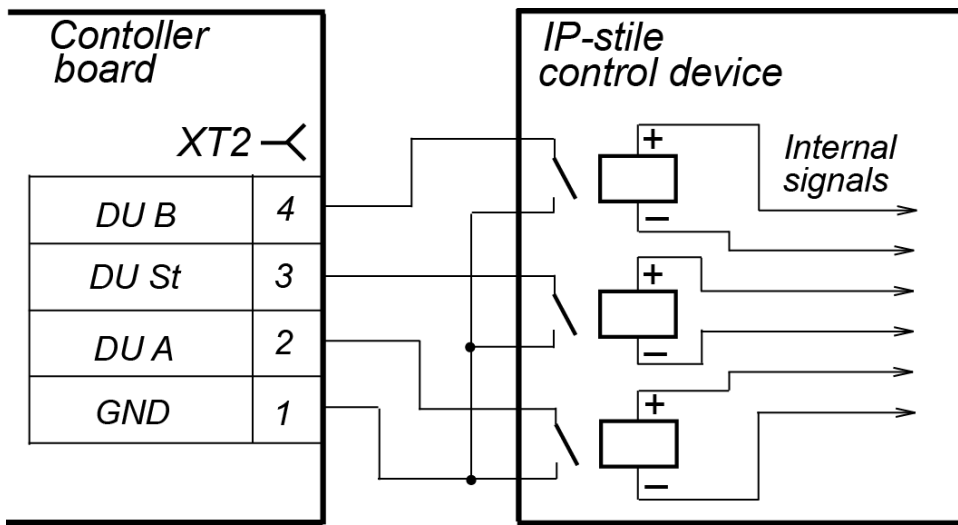 Contoller
board
XT2
DU B 4
DU St 3
DU A 2
GND 1
IP-stile
control device
Internal
signals
+
−
+
−
+
−